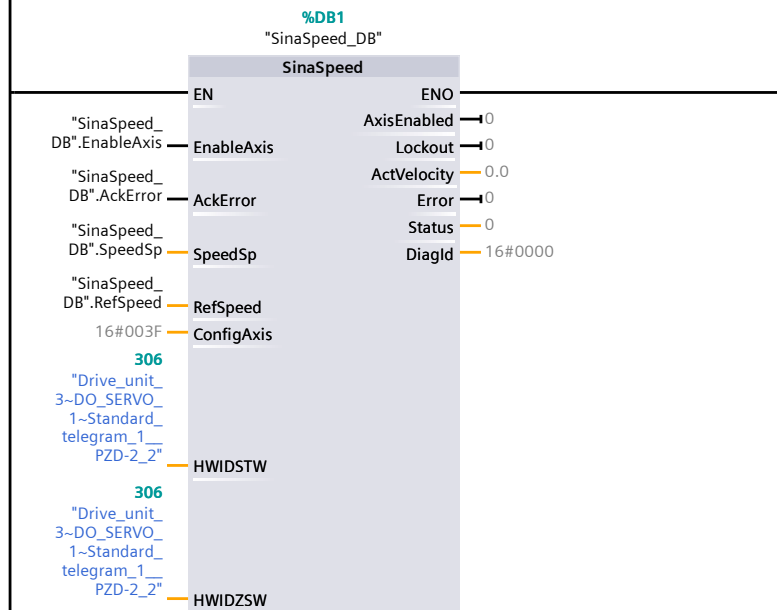 %DB1
"SinaSpeed_DB"
SinaSpeed
EN
ENO
AxisEnabled
0
"SinaSpeed_
DB".EnableAxis
EnableAxis
Lockout
0
ActVelocity
0.0
"SinaSpeed_
DB".AckError
AckError
Error
0
Status
0
"SinaSpeed_
DB".SpeedSp
SpeedSp
DiagId
16#0000
"SinaSpeed_
DB".RefSpeed
RefSpeed
16#003F
ConfigAxis
306
"Drive_unit_
3~DO_SERVO_
1~Standard_
telegram_1__
PZD-2_2"
HWIDSTW
306
"Drive_unit_
3~DO_SERVO_
1~Standard_
telegram_1__
PZD-2_2"
HWIDZSW